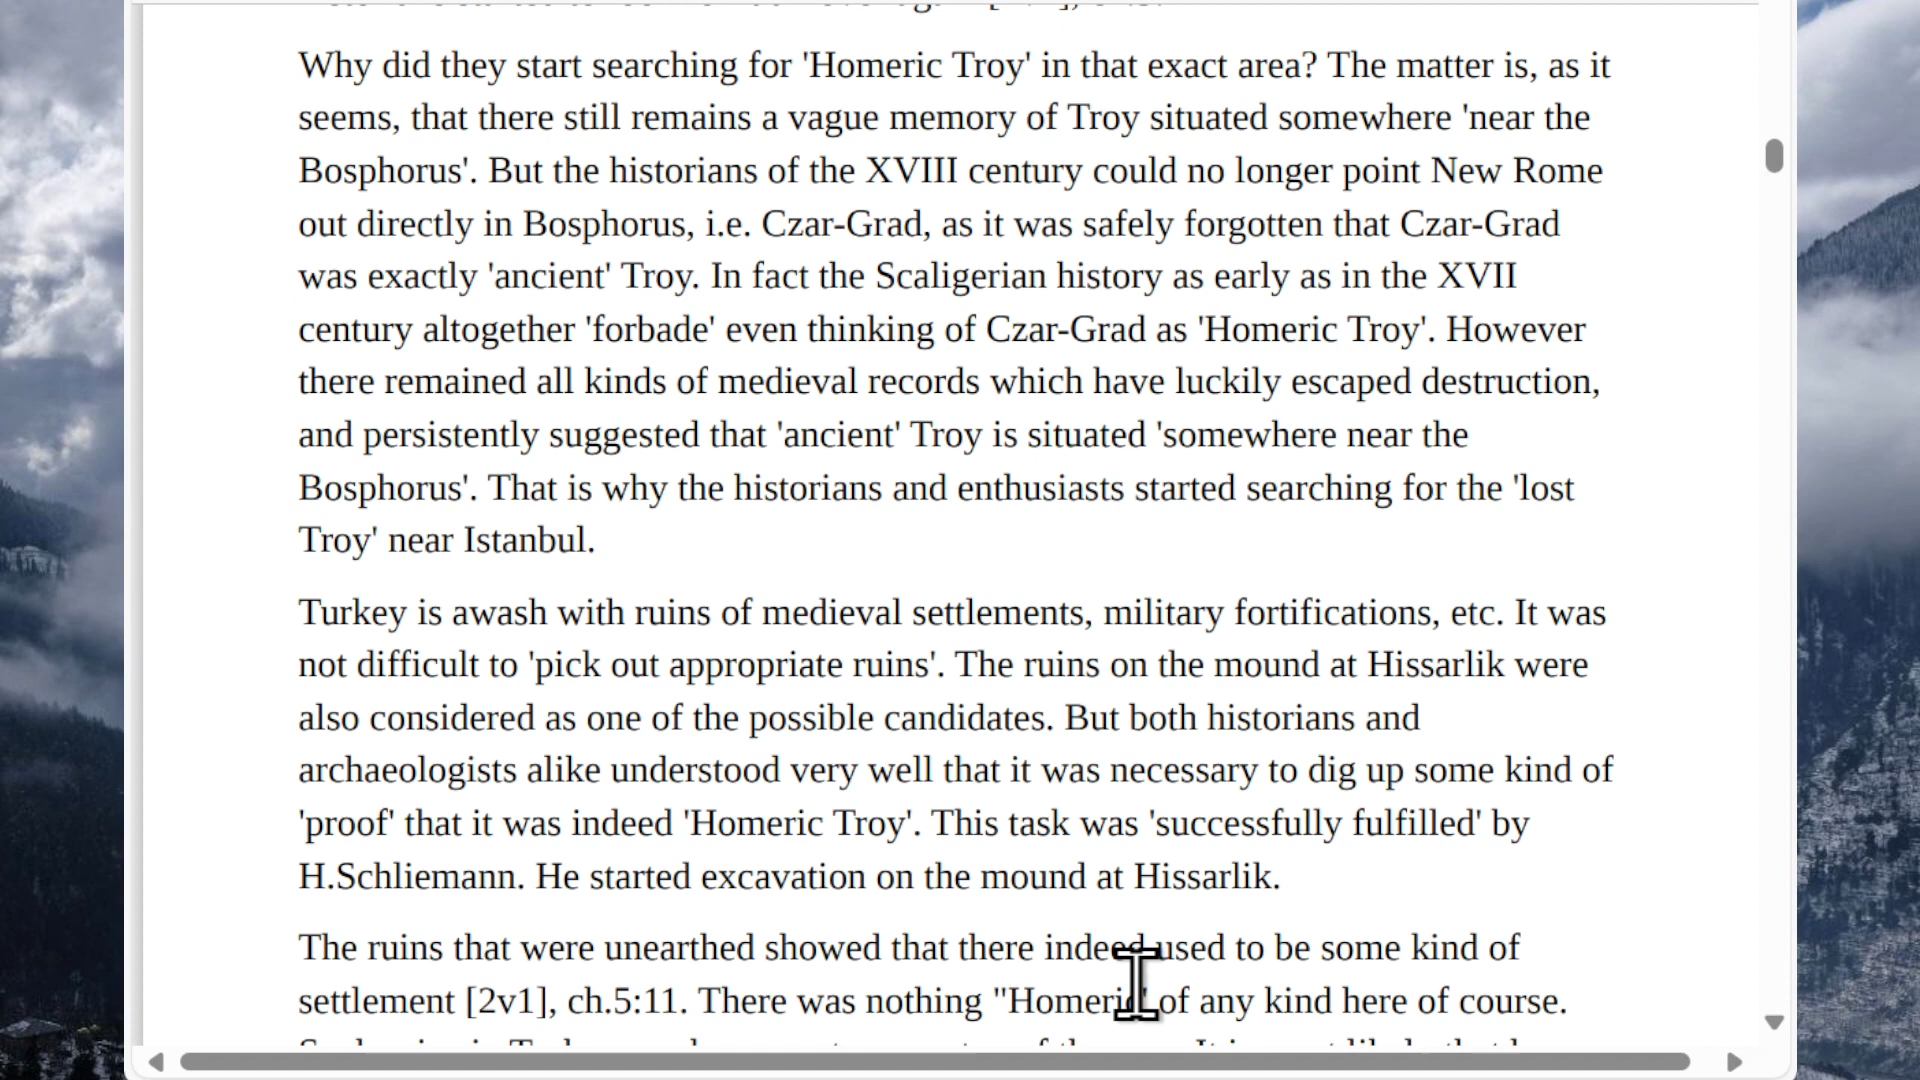 Why did they start searching for 'Homeric Troy' in that exact area? The matter is, as it
seems, that there still remains a vague memory of Troy situated somewhere 'near the
Bosphorus'. But the historians of the XVIII century could no longer point New Rome
out directly in Bosphorus, i.e. Czar-Grad, as it was safely forgotten that Czar-Grad
was exactly 'ancient' Troy. In fact the Scaligerian history as early as in the XVII
century altogether 'forbade' even thinking of Czar-Grad as 'Homeric Troy'. However
there remained all kinds of medieval records which have luckily escaped destruction,
and persistently suggested that 'ancient' Troy is situated 'somewhere near the
Bosphorus'. That is why the historians and enthusiasts started searching for the 'lost
Troy' near Istanbul.
Turkey is awash with ruins of medieval settlements, military fortifications, etc. It was
not difficult to 'pick out appropriate ruins'. The ruins on the mound at Hissarlik were
also considered as one of the possible candidates. But both historians and
archaeologists alike understood very well that it was necessary to dig up some kind of
'proof' that it was indeed 'Homeric Troy'. This task was 'successfully fulfilled' by
H.Schliemann. He started excavation on the mound at Hissarlik.
The ruins that were unearthed showed that there indeed used to be some kind of
settlement [2v1], ch.5:11. There was nothing "Homeric' of any kind here of course.